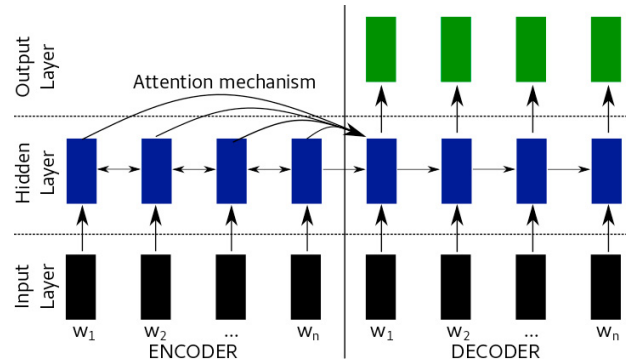 Output
Layer
Attention mechanism
Hidden
Layer
Input
Layer
w1 w2 ... wn w1 w2 ... wn
ENCODER DECODER